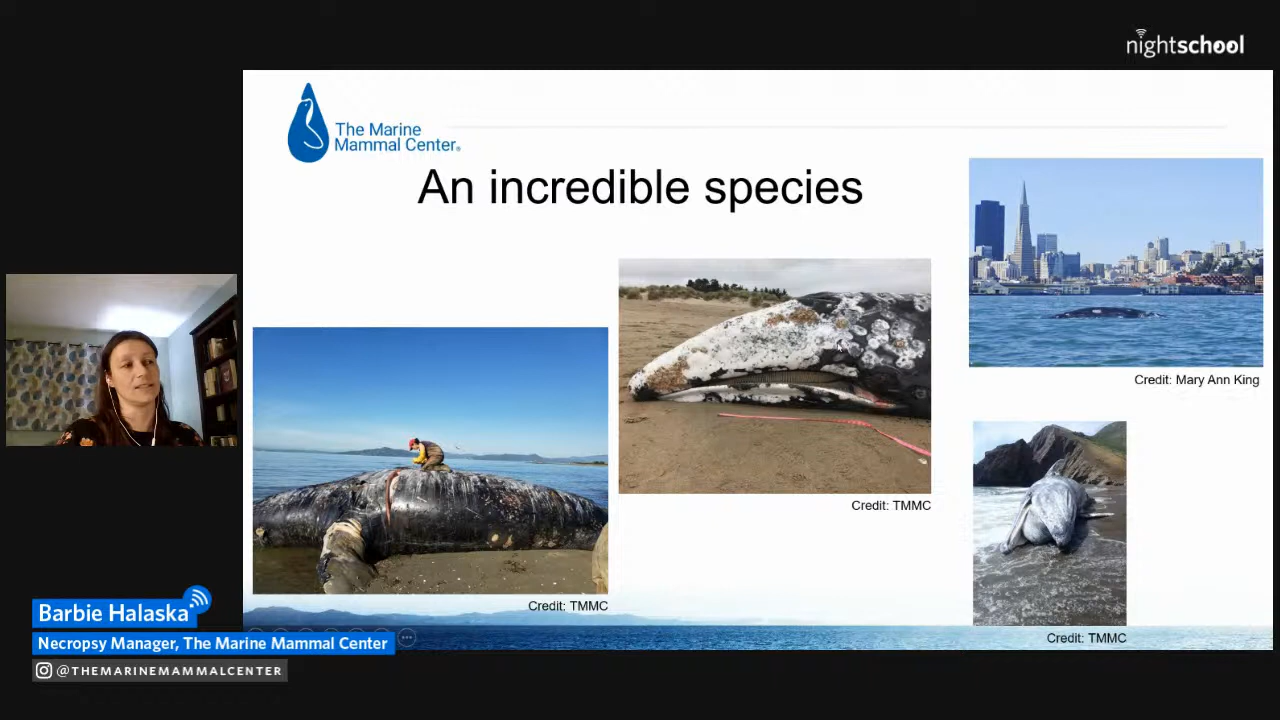 nightschool
The Marine
Mammal Center®
An incredible species
Credit: Mary Ann King
Credit: TMMC
Credit: TMMC
Credit: TMMC
Barbie Halaska
Necropsy Manager, The Marine Mammal Center
@THEMARINEMAMMALCENTER